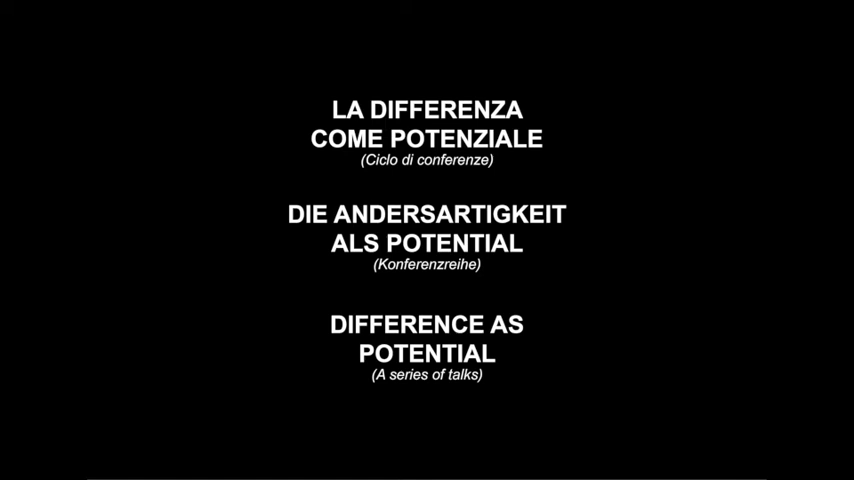 LA DIFFERENZA
COME POTENZIALE
(Ciclo di conferenze)
DIE ANDERSARTIGKEIT
ALS POTENTIAL
(Konferenzreihe)
DIFFERENCE AS
POTENTIAL
(A series of talks)